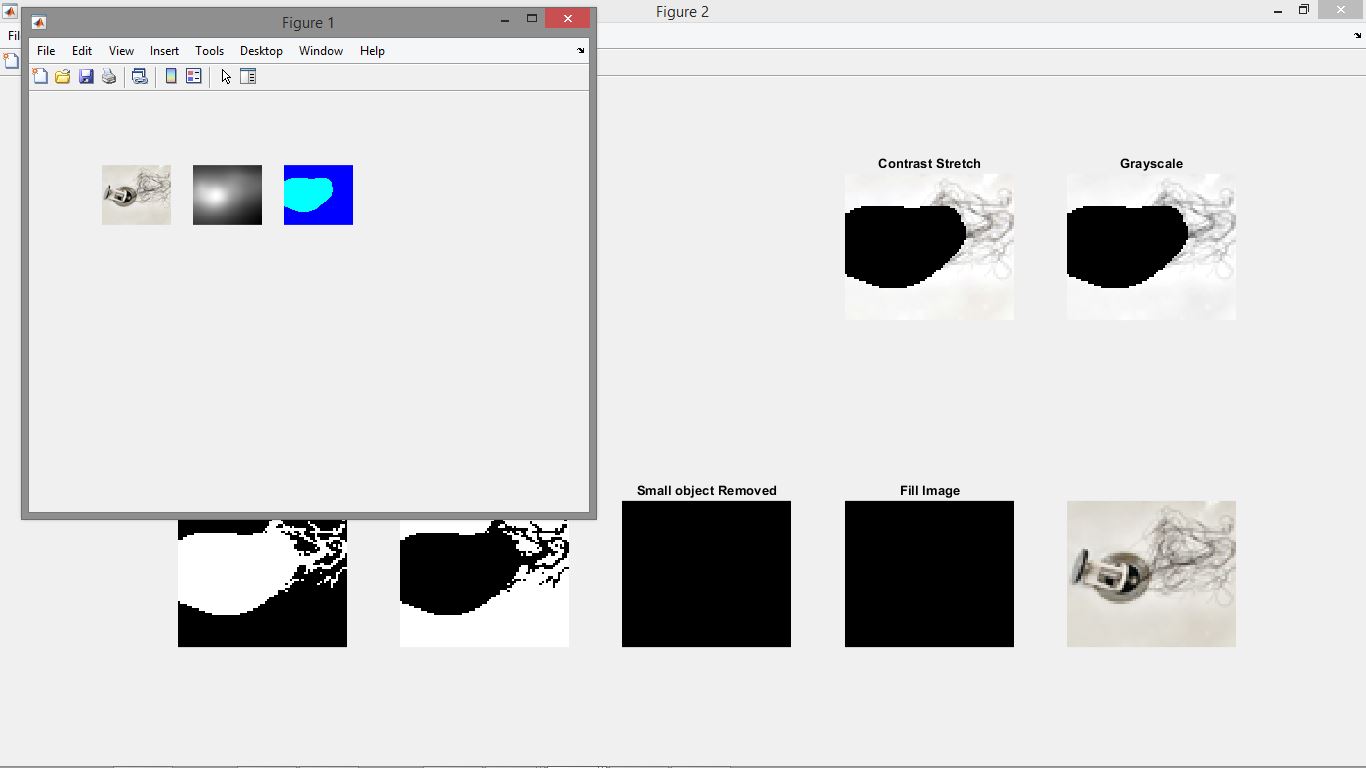 Figure 2
Figure 1
Fil
File Edit View Insert Tools Desktop Window Help
Contrast Stretch Grayscale
Small object Removed Fill Image